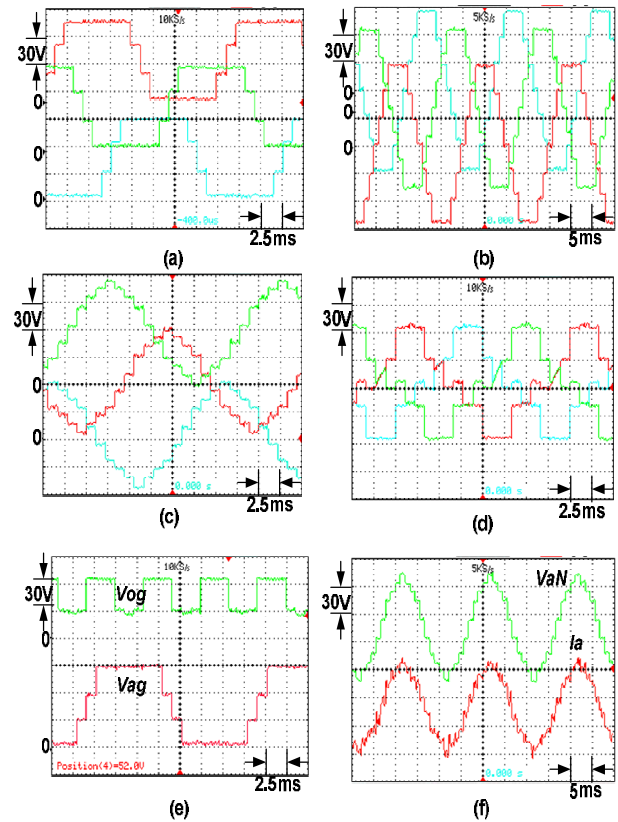 10KS/s
30V
0
0
0
-400.0us
2.5ms
(a)
5KS/s
30V
0
0
0
0.000 s
5ms
(b)
30V
0
0
0.000 s
2.5ms
(c)
10KS/s
30V
0
0.000 s
2.5ms
(d)
10KS/s
30V
Vog
0
Vag
0
Position(4)=52.0V
2.5ms
(e)
5KS/s
VaN
30V
Ia
0
0.000 s
5ms
(f)